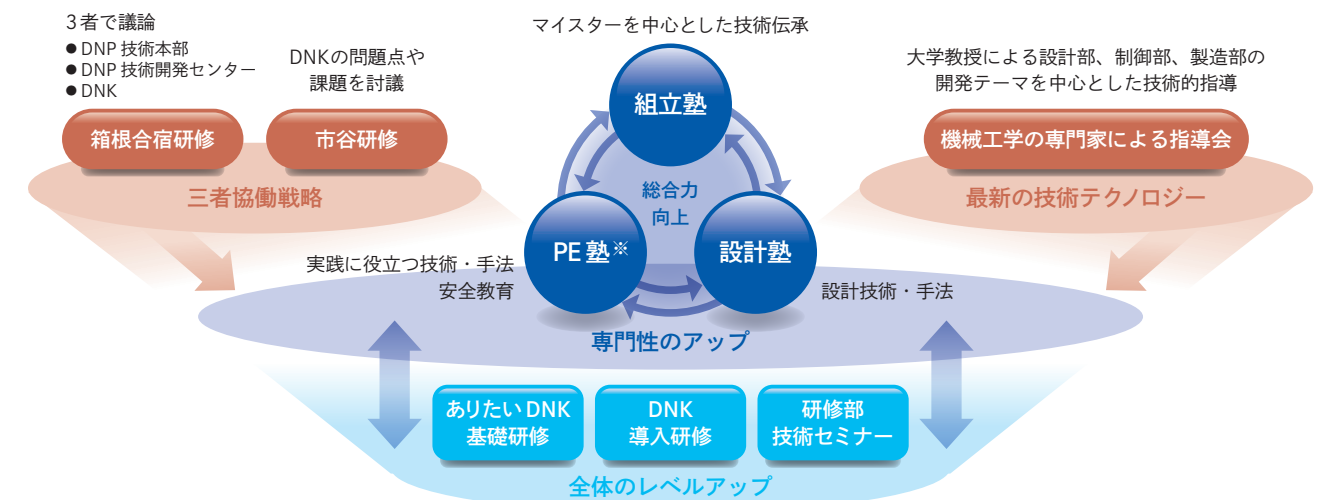 3者で議論
● DNP 技術本部
● DNP 技術開発センター
● DNK
箱根合宿研修
DNKの問題点や
課題を討議
市谷研修
三者協働戦略
マイスターを中心とした技術伝承
組立塾
総合力
向上
PE 塾※
設計塾
実践に役立つ技術・手法
安全教育
設計技術・手法
専門性のアップ
大学教授による設計部、制御部、製造部の
開発テーマを中心とした技術的指導
機械工学の専門家による指導会
最新の技術テクノロジー
ありたい DNK
基礎研修
DNK
導入研修
研修部
技術セミナー
全体のレベルアップ